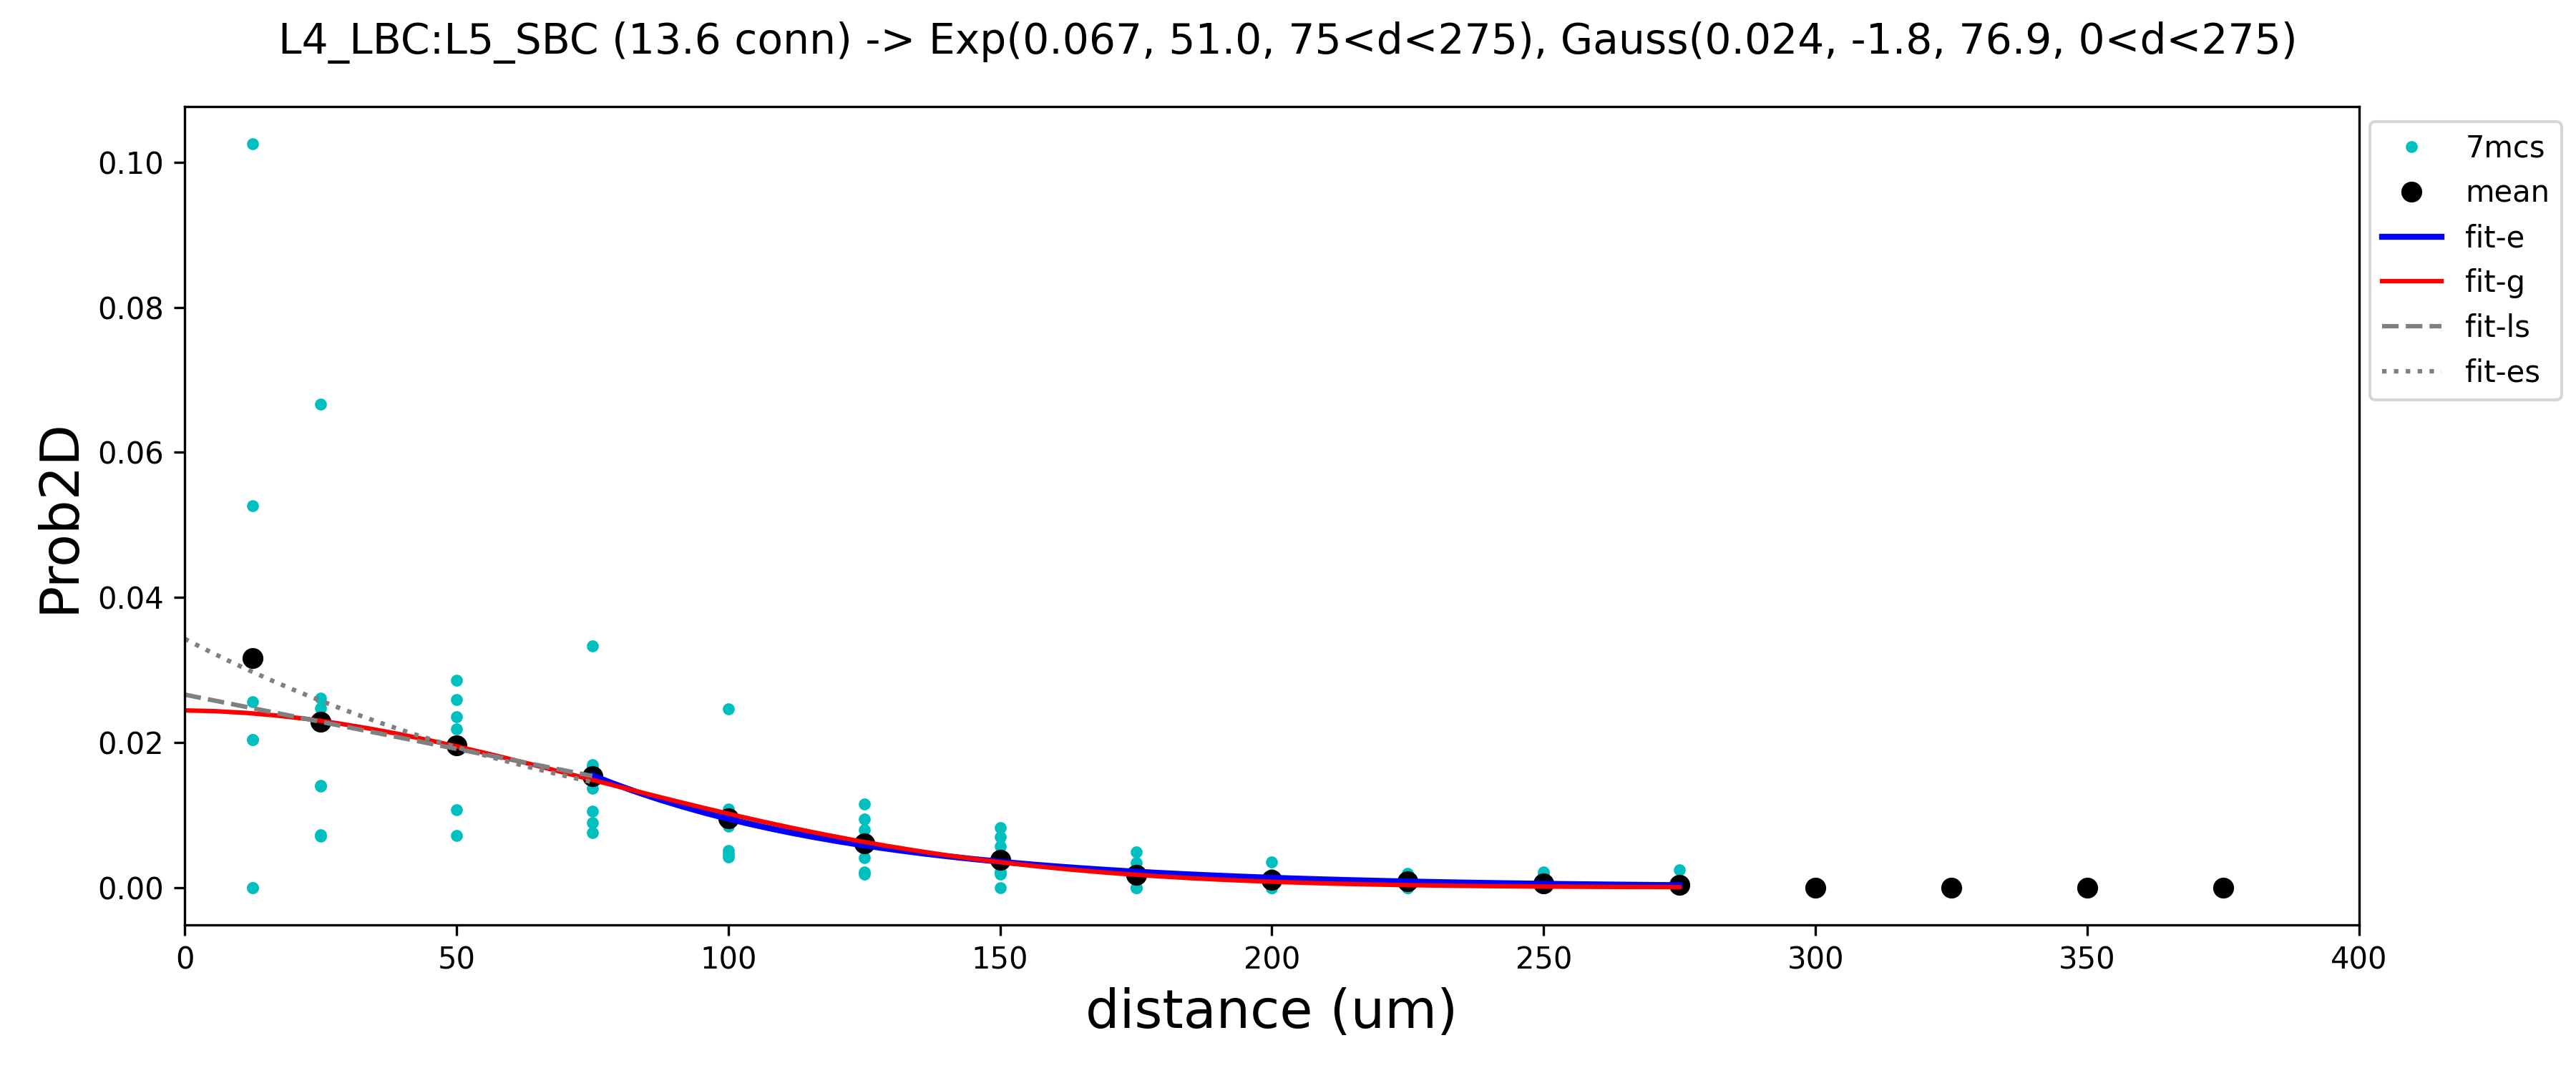 L4_LBC:L5_SBC (13.6 conn) -> Exp(0.067, 51.0, 75<d<275), Gauss(0.024, -1.8, 76.9, 0<d<275)
0.10
0.08
0.06
0.04
0.02
0.00
Prob2D
0 50 100 150 200 250 300 350 400
distance (um)
7mcs
mean
fit-e
fit-g
fit-ls
fit-es